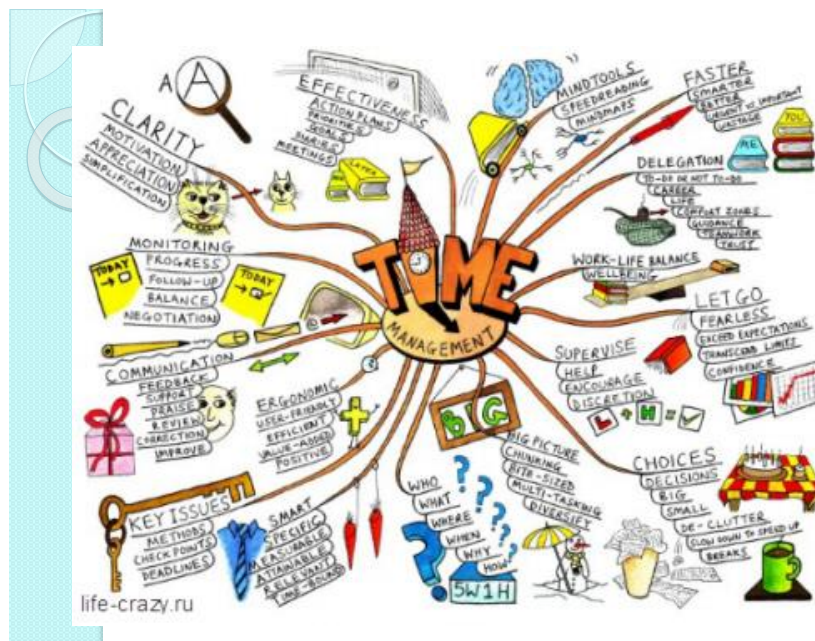 A A
CLARITY
MOTIVATION
APPRECIATION
SIMPLIFICATION
EFFECTIVENESS
ACTION PLANS
PRIORITIES
GOALS
DIARIES
MEETINGS
LATER
MINDTOOLS
SPEEDREADING
MINDMAPS
FASTER
SMARTER
BETTER
URGENT VS IMPORTANT
WASTAGE
YOU
ME
DELEGATION
TO-DO OR NOT TO-DO
CAREER
LIFE
COMFORT ZONES
GUIDANCE
TEAMWORK
TRUST
MONITORING
PROGRESS
FOLLOW-UP
BALANCE
NEGOTIATION
TODAY
TODAY
TIME
MANAGEMENT
WORK-LIFE BALANCE
WELLBEING
LET GO
FEARLESS
EXCEED EXPECTATIONS
TRANSCEND LIMITS
CONFIDENCE
@
COMMUNICATION
FEEDBACK
SUPPORT
PRAISE
REVIEW
CORRECTION
IMPROVE
ERGONOMIC
USER-FRIENDLY
EFFICIENT
VALUE-ADDED
POSITIVE
SUPERVISE
HELP
ENCOURAGE
DISCRETION
L + H = ✓
BIG
BIG PICTURE
CHUNKING
BITE-SIZED
MULTI-TASKING
DIVERSIFY
CHOICES
DECISIONS
BIG
SMALL
DE-CLUTTER
SLOW DOWN TO SPEED UP
BREAKS
KEY ISSUES
METHODS
CHECK POINTS
DEADLINES
SMART
SPECIFIC
MEASURABLE
ATTAINABLE
RELEVANT
TIME-BOUND
WHO
WHAT
WHERE
WHEN
WHY
HOW
? ? ? ? ? ?
5W1H
life-crazy.ru